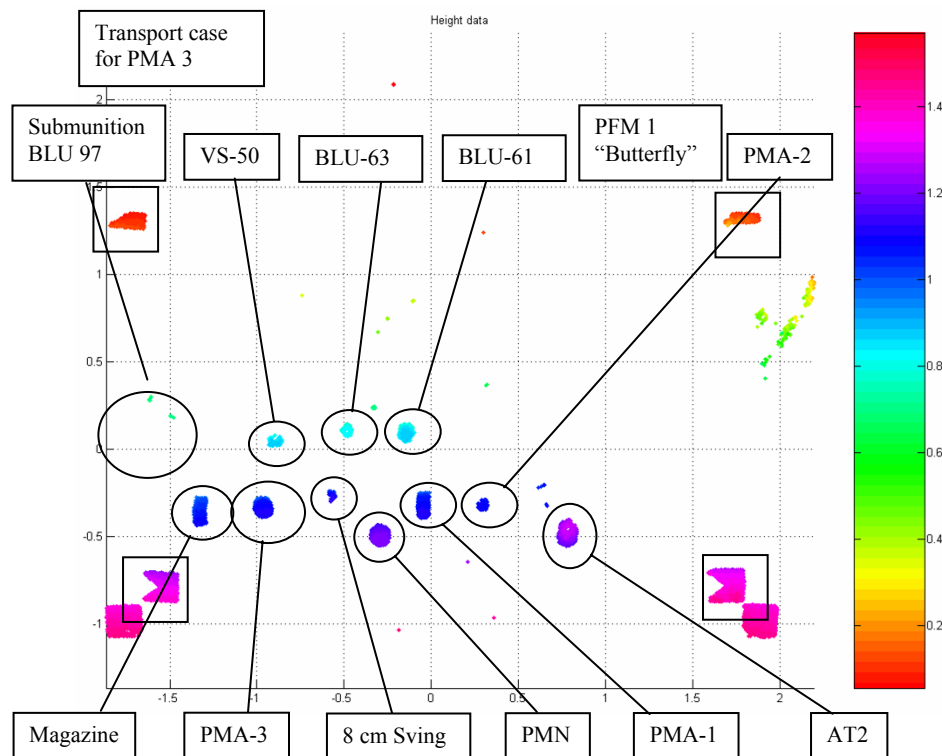 Height data
Transport case
for PMA 3
Submunition
BLU 97
VS-50
BLU-63
BLU-61
PFM 1
“Butterfly”
PMA-2
2
1.5
1
0.5
0
-0.5
-1
-1.5
-1
-0.5
0
0.5
1
1.5
2
1.4
1.2
1
0.8
0.6
0.4
0.2
Magazine
PMA-3
8 cm Sving
PMN
PMA-1
AT2